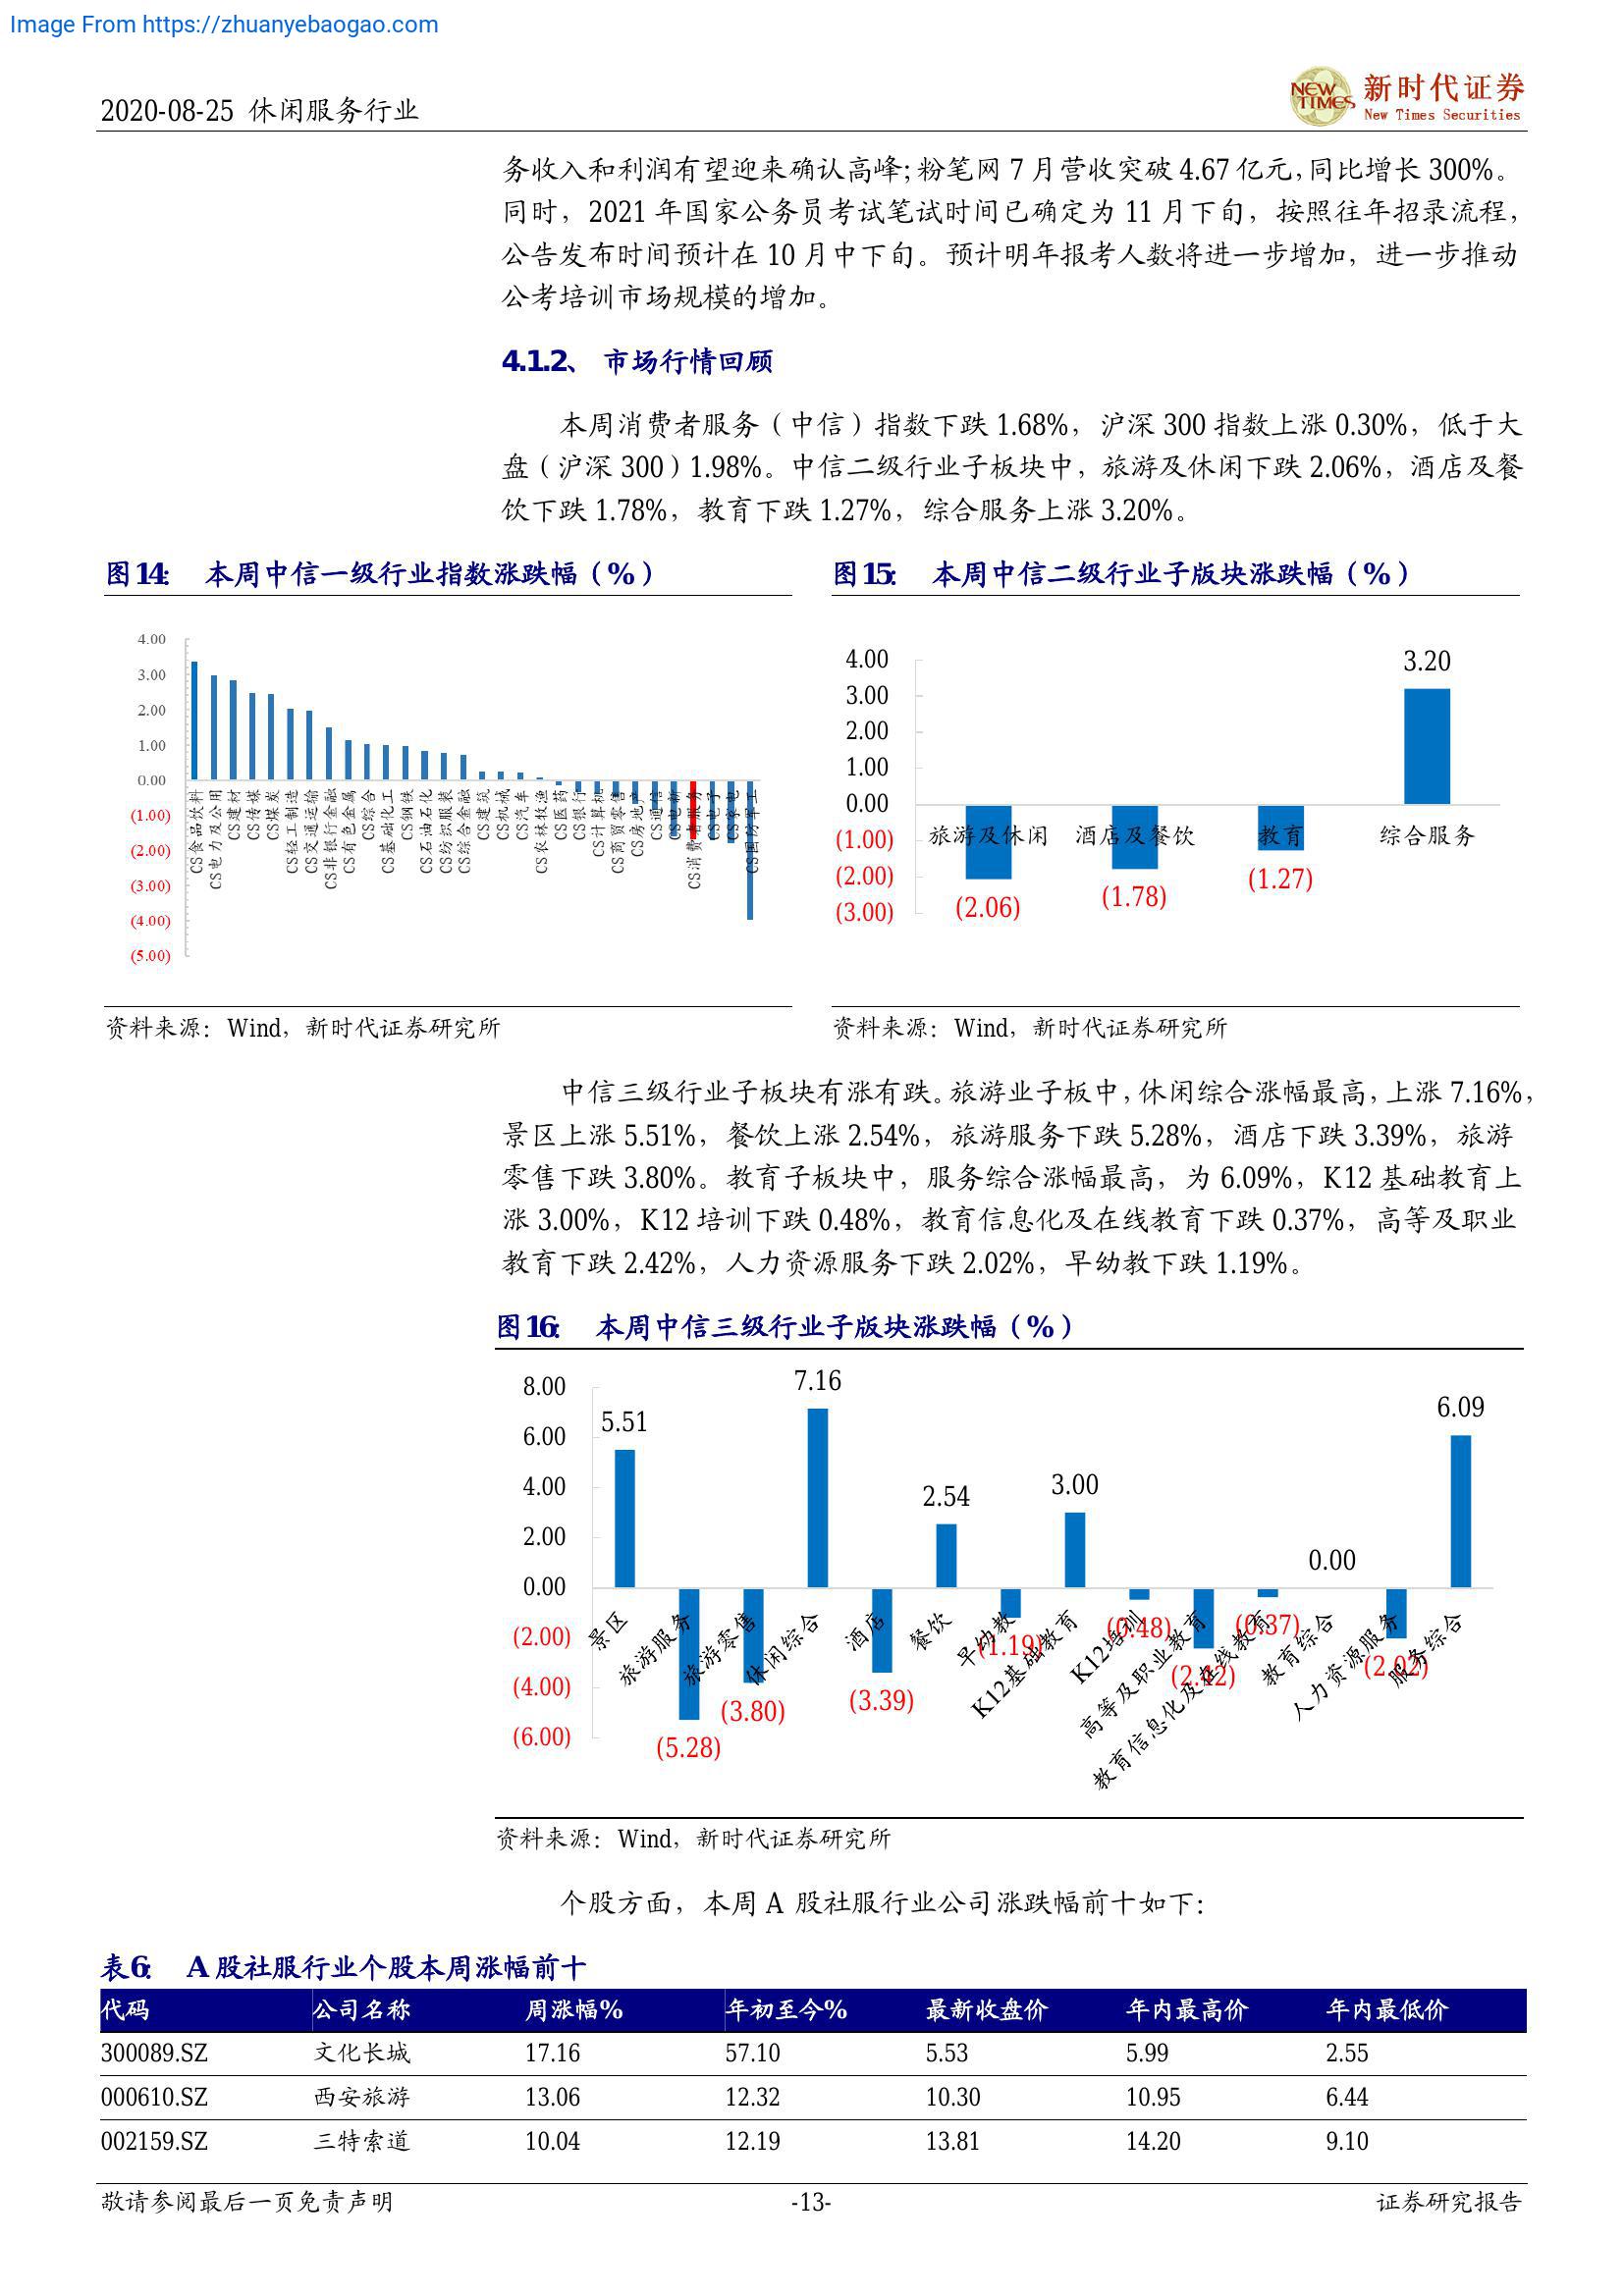 Image From https://zhuanyebaogao.com
2020-08-25 休闲服务行业
NEW TIMES
新时代证券
New Times Securities
务收入和利润有望迎来确认高峰;粉笔网 7 月营收突破 4.67 亿元,同比增长 300%。
同时，2021 年国家公务员考试笔试时间已确定为 11 月下旬，按照往年招录流程，
公告发布时间预计在 10 月中下旬。预计明年报考人数将进一步增加，进一步推动
公考培训市场规模的增加。
4.1.2、 市场行情回顾
本周消费者服务（中信）指数下跌 1.68%，沪深 300 指数上涨 0.30%，低于大
盘（沪深 300）1.98%。中信二级行业子板块中，旅游及休闲下跌 2.06%，酒店及餐
饮下跌 1.78%，教育下跌 1.27%，综合服务上涨 3.20%。
图14： 本周中信一级行业指数涨跌幅（%）
4.00
3.00
2.00
1.00
0.00
(1.00)
(2.00)
(3.00)
(4.00)
(5.00)
CS食品饮料
CS电力及公用
CS建材
CS传媒
CS煤炭
CS轻工制造
CS交通运输
CS非银行金融
CS有色金属
CS综合
CS基础化工
CS钢铁
CS石油石化
CS纺织服装
CS综合金融
CS建筑
CS机械
CS汽车
CS农林牧渔
CS医药
CS银行
CS计算机
CS商贸零售
CS房地产
CS通信
CS电新
CS消费者服务
CS电子
CS家电
CS国防军工
资料来源：Wind，新时代证券研究所
图15： 本周中信二级行业子版块涨跌幅（%）
4.00
3.00
2.00
1.00
0.00
(1.00)
(2.00)
(3.00)
3.20
旅游及休闲 酒店及餐饮 教育 综合服务
(2.06) (1.78) (1.27)
资料来源：Wind，新时代证券研究所
中信三级行业子板块有涨有跌。旅游业子板中，休闲综合涨幅最高，上涨 7.16%，
景区上涨 5.51%，餐饮上涨 2.54%，旅游服务下跌 5.28%，酒店下跌 3.39%，旅游
零售下跌 3.80%。教育子板块中，服务综合涨幅最高，为 6.09%，K12 基础教育上
涨 3.00%，K12 培训下跌 0.48%，教育信息化及在线教育下跌 0.37%，高等及职业
教育下跌 2.42%，人力资源服务下跌 2.02%，早幼教下跌 1.19%。
图16： 本周中信三级行业子版块涨跌幅（%）
8.00
6.00
4.00
2.00
0.00
(2.00)
(4.00)
(6.00)
5.51
(5.28)
(3.80)
7.16
(3.39)
2.54
(1.19)
3.00
(0.48)
(2.42)
(0.37)
0.00
(2.02)
6.09
景区
旅游服务
旅游零售
休闲综合
酒店
餐饮
早幼教
K12基础教育
K12培训
高等及职业教育
教育信息化及在线教育
教育综合
人力资源服务
服务综合
资料来源：Wind，新时代证券研究所
个股方面，本周 A 股社服行业公司涨跌幅前十如下：
表6： A 股社服行业个股本周涨幅前十
代码 公司名称 周涨幅% 年初至今% 最新收盘价 年内最高价 年内最低价
300089.SZ 文化长城 17.16 57.10 5.53 5.99 2.55
000610.SZ 西安旅游 13.06 12.32 10.30 10.95 6.44
002159.SZ 三特索道 10.04 12.19 13.81 14.20 9.10
敬请参阅最后一页免责声明 -13- 证券研究报告